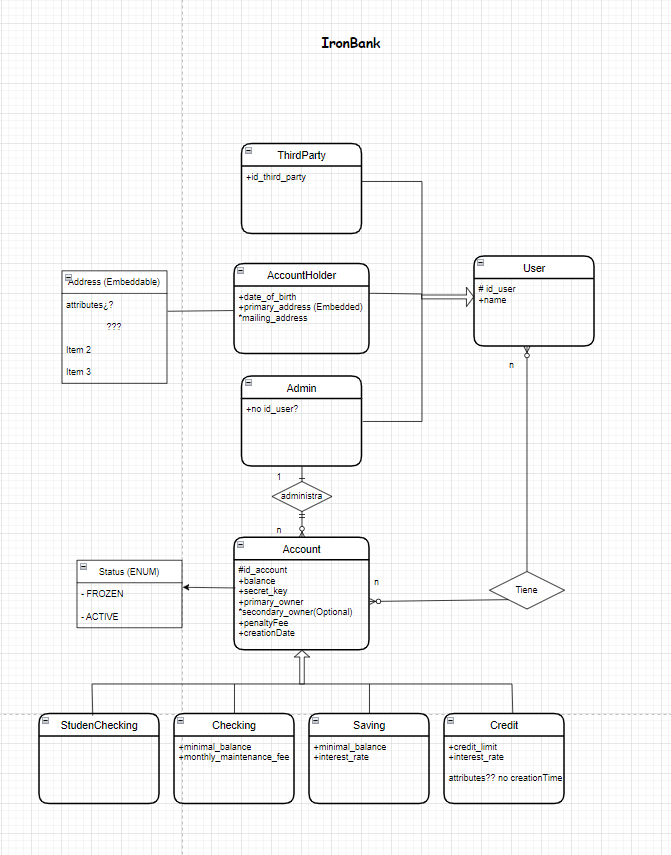 IronBank
ThirdParty
+id_third_party
Address (Embeddable)
attributes¿?
???
Item 2
Item 3
AccountHolder
+date_of_birth
+primary_address (Embedded)
*mailing_address
User
# id_user
+name
n
Admin
+no id_user?
1
administra
n
Account
#id_account
+balance
+secret_key
+primary_owner
*secondary_owner(Optional)
+penaltyFee
+creationDate
n
Tiene
Status (ENUM)
- FROZEN
- ACTIVE
StudenChecking
Checking
+minimal_balance
+monthly_maintenance_fee
Saving
+minimal_balance
+interest_rate
Credit
+credit_limit
+interest_rate
attributes?? no creationTime